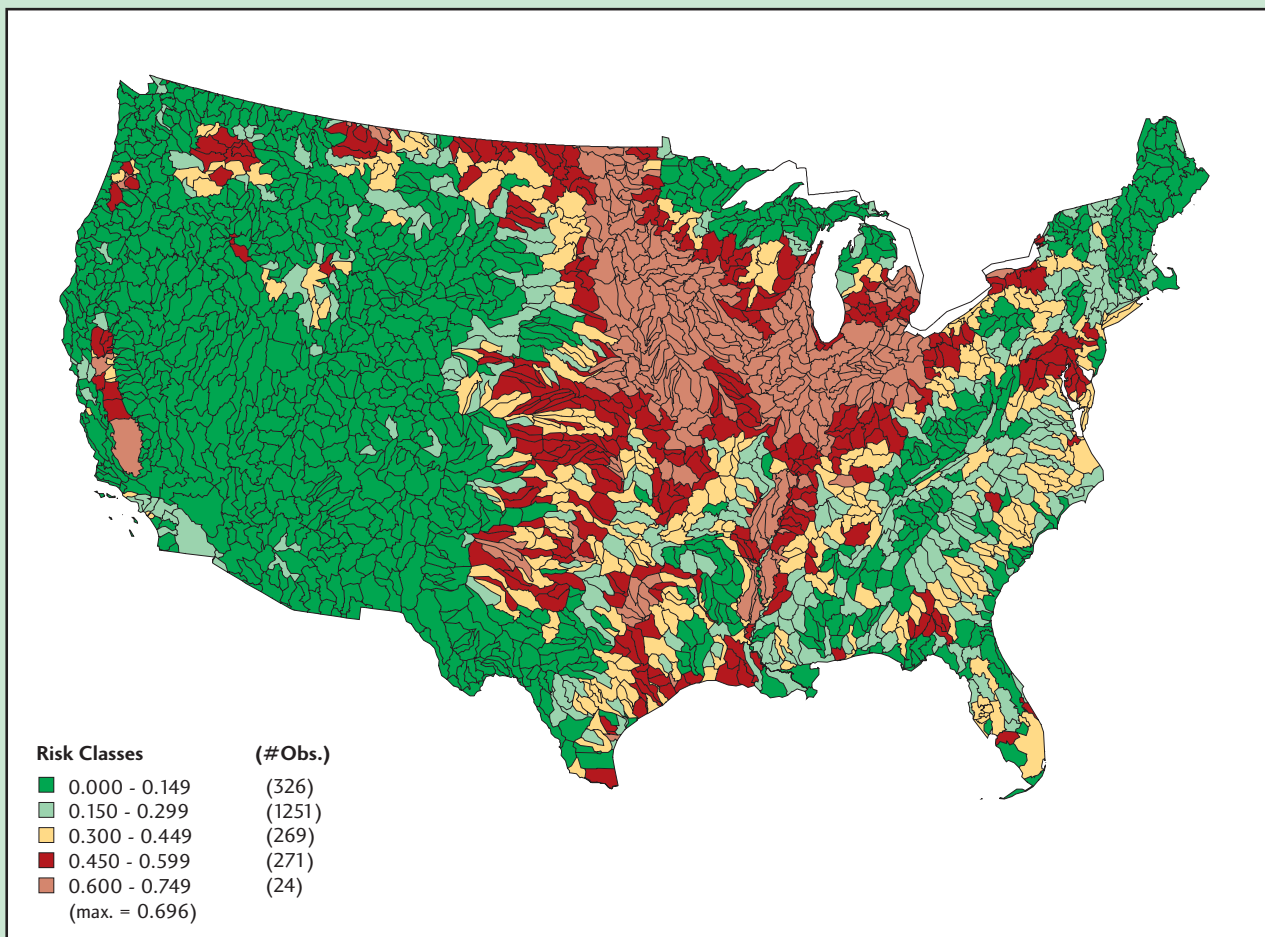 Risk Classes (#Obs.)
0.000 - 0.149 (326)
0.150 - 0.299 (1251)
0.300 - 0.449 (269)
0.450 - 0.599 (271)
0.600 - 0.749 (24)
(max. = 0.696)